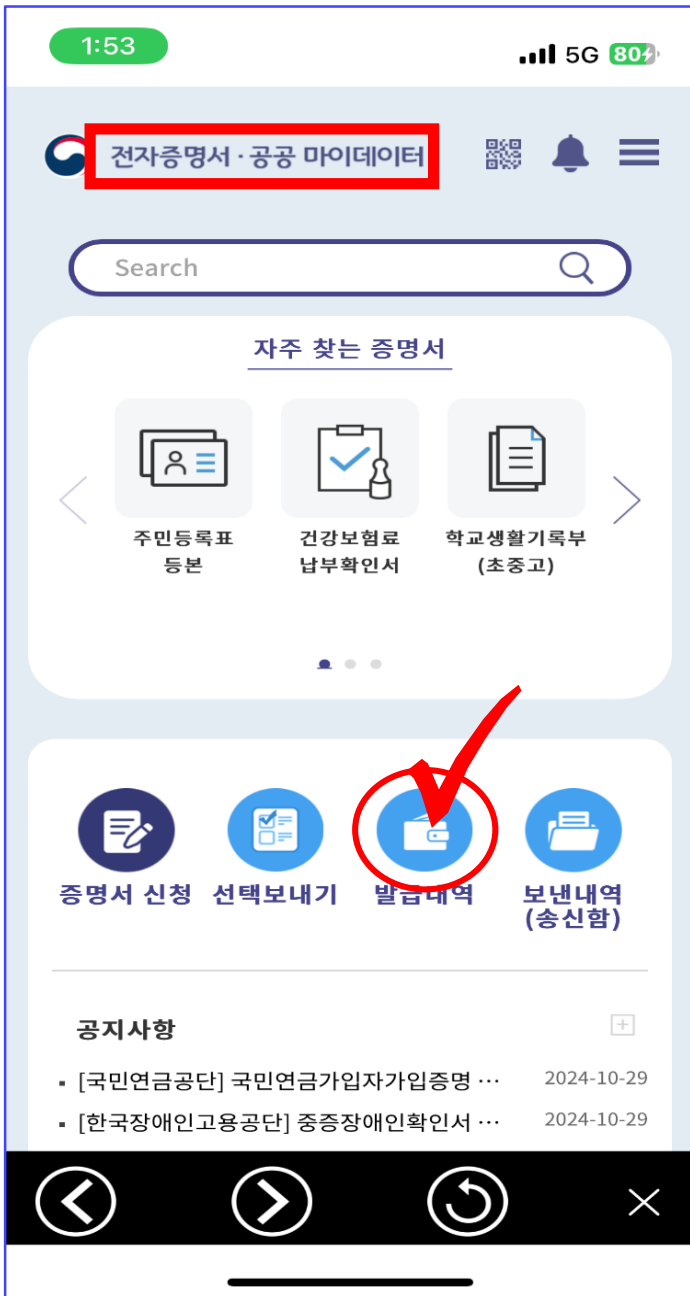 1:53
5G 80
전자증명서 · 공공 마이데이터
Search
자주 찾는 증명서
주민등록표
등본
건강보험료
납부확인서
학교생활기록부
(초중고)
증명서 신청
선택보내기
발급내역
보낸내역
(송신함)
공지사항
[국민연금공단] 국민연금가입자가입증명 ⋯ 2024-10-29
[한국장애인고용공단] 중증장애인확인서 ⋯ 2024-10-29